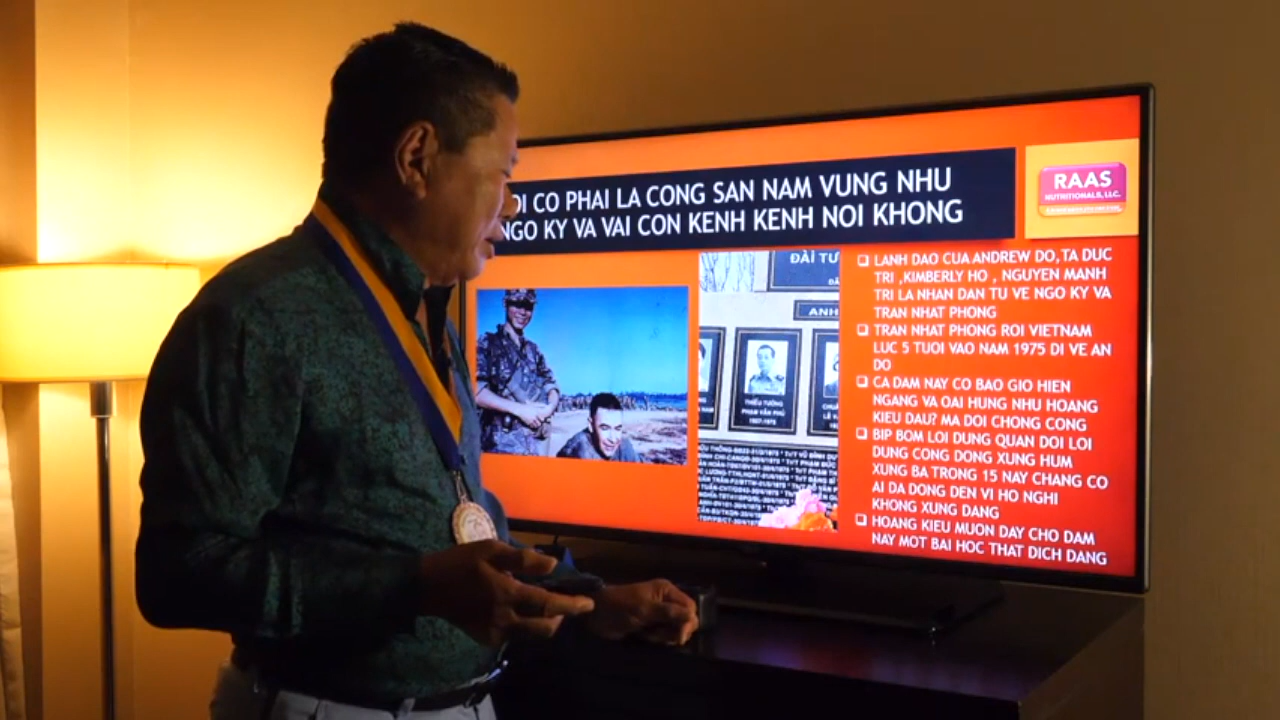 OI CO PHAI LA CONG SAN NAM VUNG NHU
NGO KY VA VAI CON KENH KENH NOI KHONG
RAAS
NUTRITIONALS, LLC.
ĐÀI TƯ
ANH
THIẾU TƯỚNG
PHẠM VĂN PHÚ
❑ LANH DAO CUA ANDREW DO,TA DUC
TRI ,KIMBERLY HO , NGUYEN MANH
TRI LA NHAN DAN TU VE NGO KY VA
TRAN NHAT PHONG
❑ TRAN NHAT PHONG ROI VIETNAM
LUC 5 TUOI VAO NAM 1975 DI VE AN
DO
❑ CA DAM NAY CO BAO GIO HIEN
NGANG VA OAI HUNG NHU HOANG
KIEU DAU? MA DOI CHONG CONG
❑ BIP BOM LOI DUNG QUAN DOI LOI
DUNG CONG DONG XUNG HUM
XUNG BA TRONG 15 NAY CHANG CO
AI DA DONG DEN VI HO NGHI
KHONG XUNG DANG
❑ HOANG KIEU MUON DAY CHO DAM
NAY MOT BAI HOC THAT DICH DANG